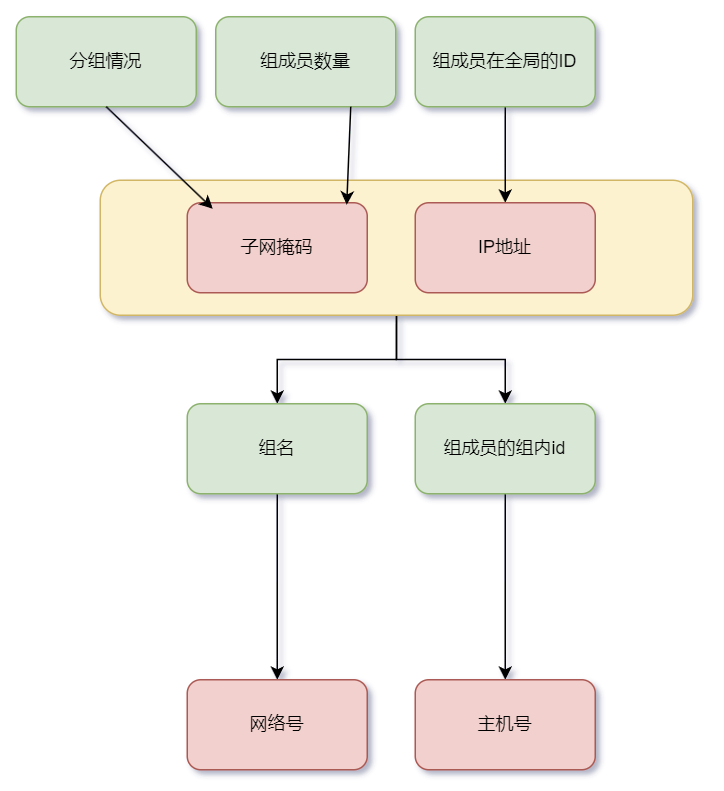 分组情况
组成员数量
组成员在全局的ID
子网掩码
IP地址
组名
组成员的组内id
网络号
主机号